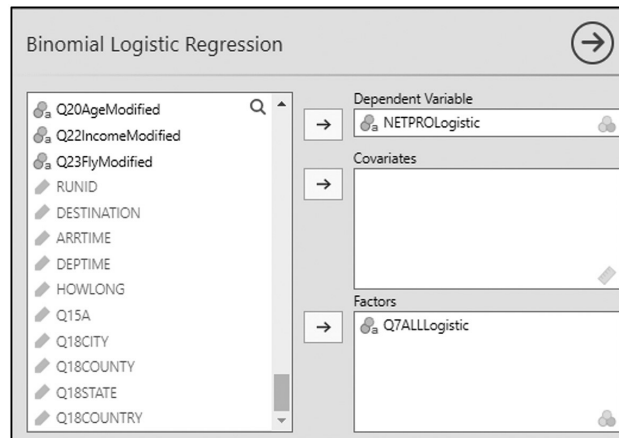 Binomial Logistic Regression
Q20AgeModified
Q22IncomeModified
Q23FlyModified
RUNID
DESTINATION
ARRTIME
DEPTIME
HOWLONG
Q15A
Q18CITY
Q18COUNTY
Q18STATE
Q18COUNTRY
Dependent Variable
NETPROLogistic
Covariates
Factors
Q7ALLLogistic